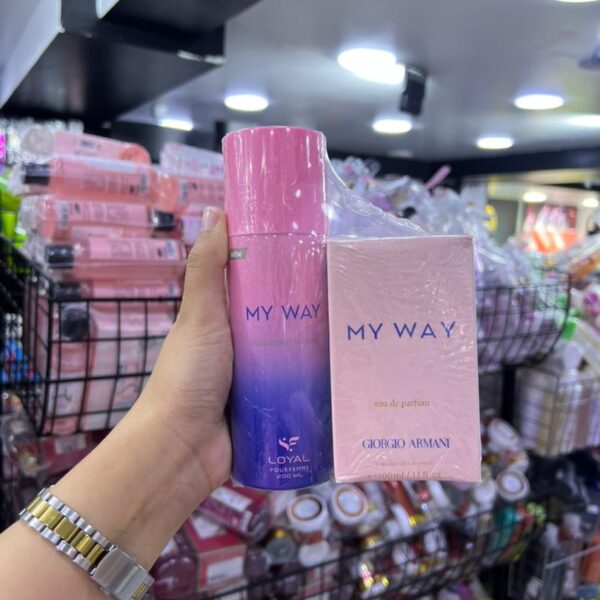 MY WAY
LOYAL
POUR FEMME
200 ML
MY WAY
eau de parfum
GIORGIO ARMANI